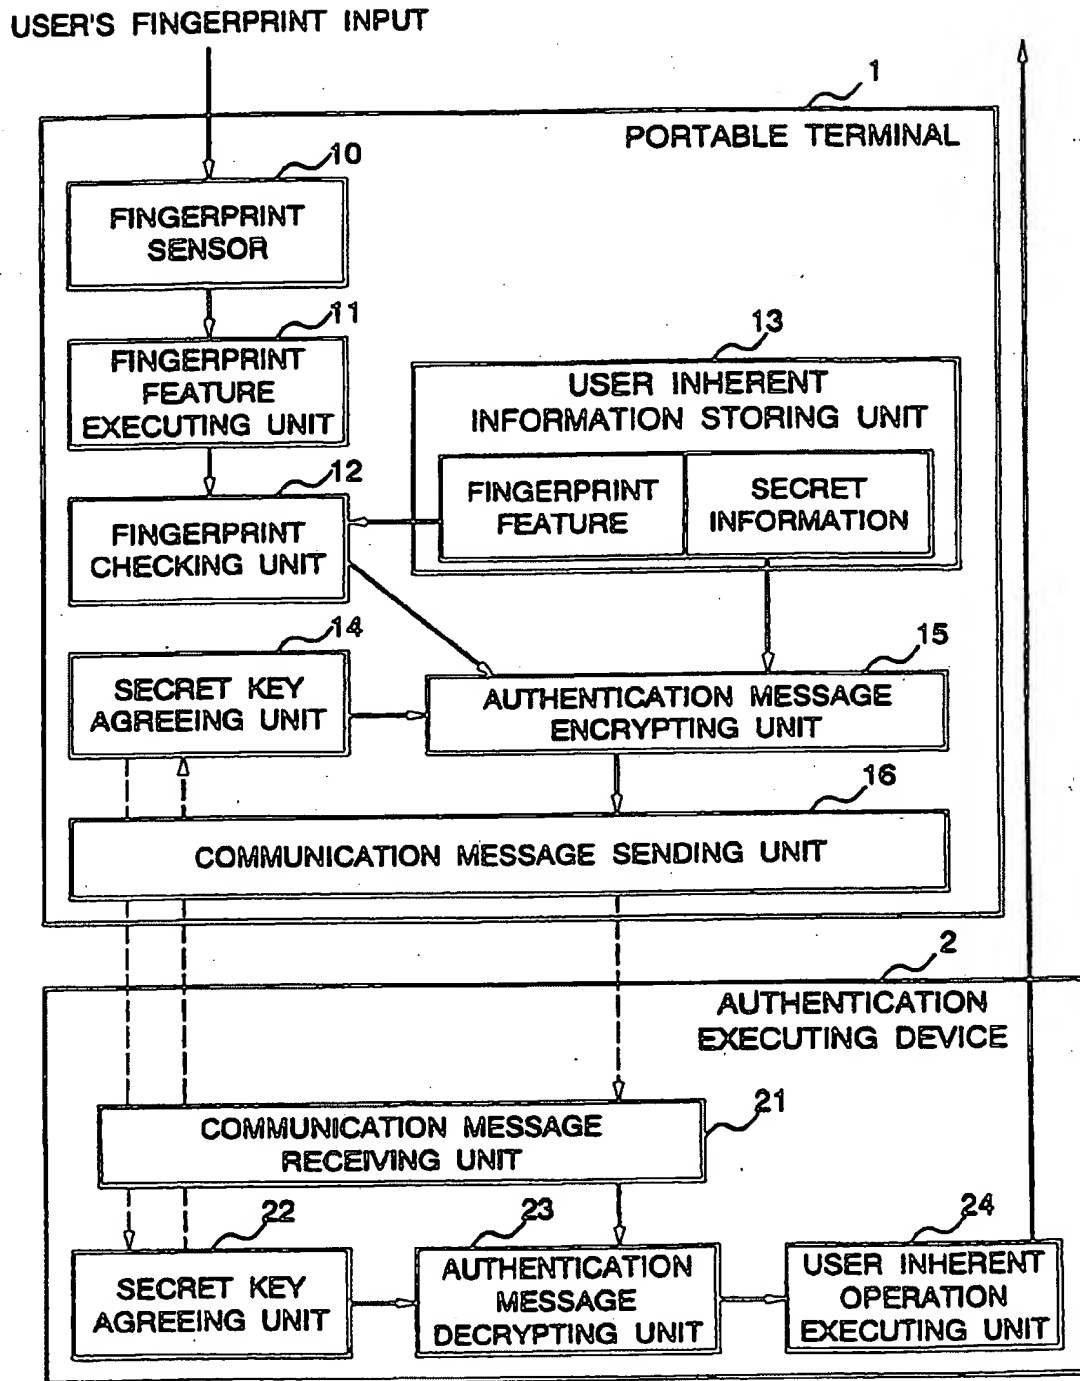 USER'S FINGERPRINT INPUT
1
PORTABLE TERMINAL
10
FINGERPRINT
SENSOR
11
FINGERPRINT
FEATURE
EXECUTING UNIT
13
USER INHERENT
INFORMATION STORING UNIT
FINGERPRINT
FEATURE
SECRET
INFORMATION
12
FINGERPRINT
CHECKING UNIT
14
SECRET KEY
AGREEING UNIT
15
AUTHENTICATION MESSAGE
ENCRYPTING UNIT
16
COMMUNICATION MESSAGE SENDING UNIT
2
AUTHENTICATION
EXECUTING DEVICE
21
COMMUNICATION MESSAGE
RECEIVING UNIT
22
SECRET KEY
AGREEING UNIT
23
AUTHENTICATION
MESSAGE
DECRYPTING UNIT
24
USER INHERENT
OPERATION
EXECUTING UNIT